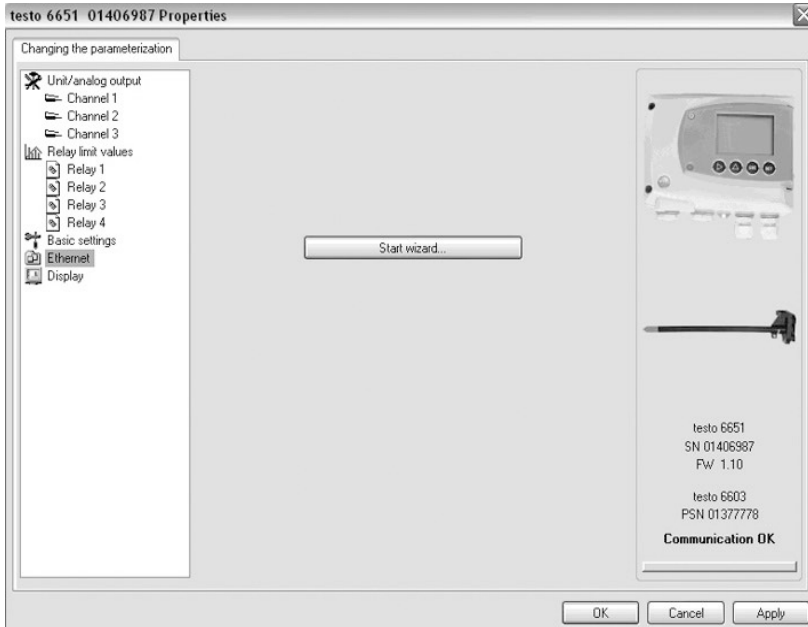 testo 6651 01406987 Properties
Changing the parameterization
Unit/analog output
Channel 1
Channel 2
Channel 3
Relay limit values
Relay 1
Relay 2
Relay 3
Relay 4
Basic settings
Ethernet
Display
Start wizard...
testo 6651
SN 01406987
FW 1.10
testo 6603
PSN 01377778
Communication OK
OK
Cancel
Apply